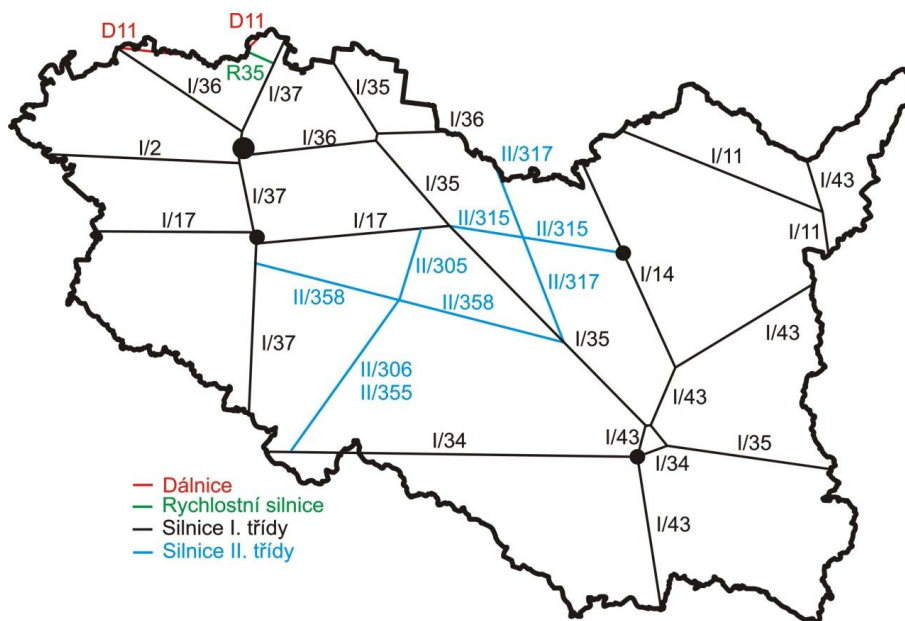 D11
D11
R35
I/36
I/37
I/35
I/36
I/36
I/2
II/317
I/11
I/43
I/37
I/35
I/17
I/17
II/315
II/315
I/11
II/305
II/317
I/14
II/358
II/358
I/43
I/37
I/35
II/306
II/355
I/43
I/34
I/43
I/34
I/35
I/43
Dálnice
Rychlostní silnice
Silnice I. třídy
Silnice II. třídy